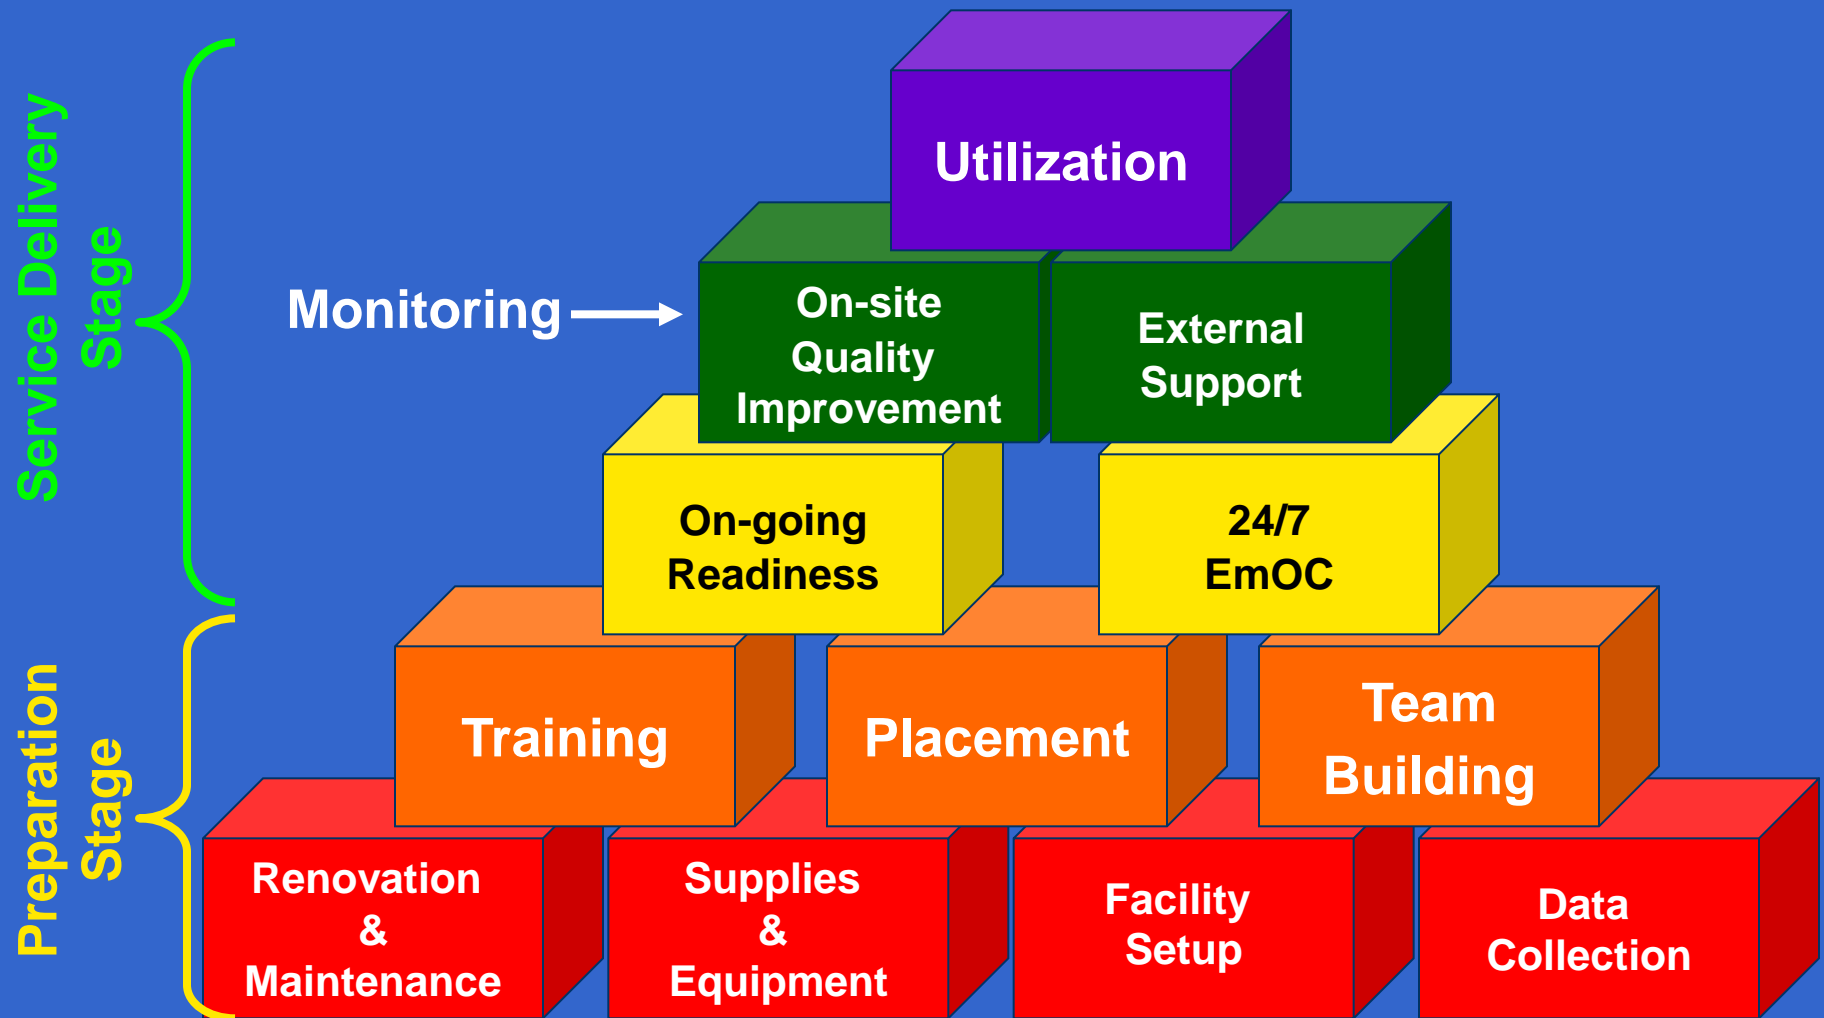 Service Delivery
Stage
Preparation
Stage
Monitoring
Utilization
On-site
Quality
Improvement
External
Support
On-going
Readiness
24/7
EmOC
Training
Placement
Team
Building
Renovation
&
Maintenance
Supplies
&
Equipment
Facility
Setup
Data
Collection